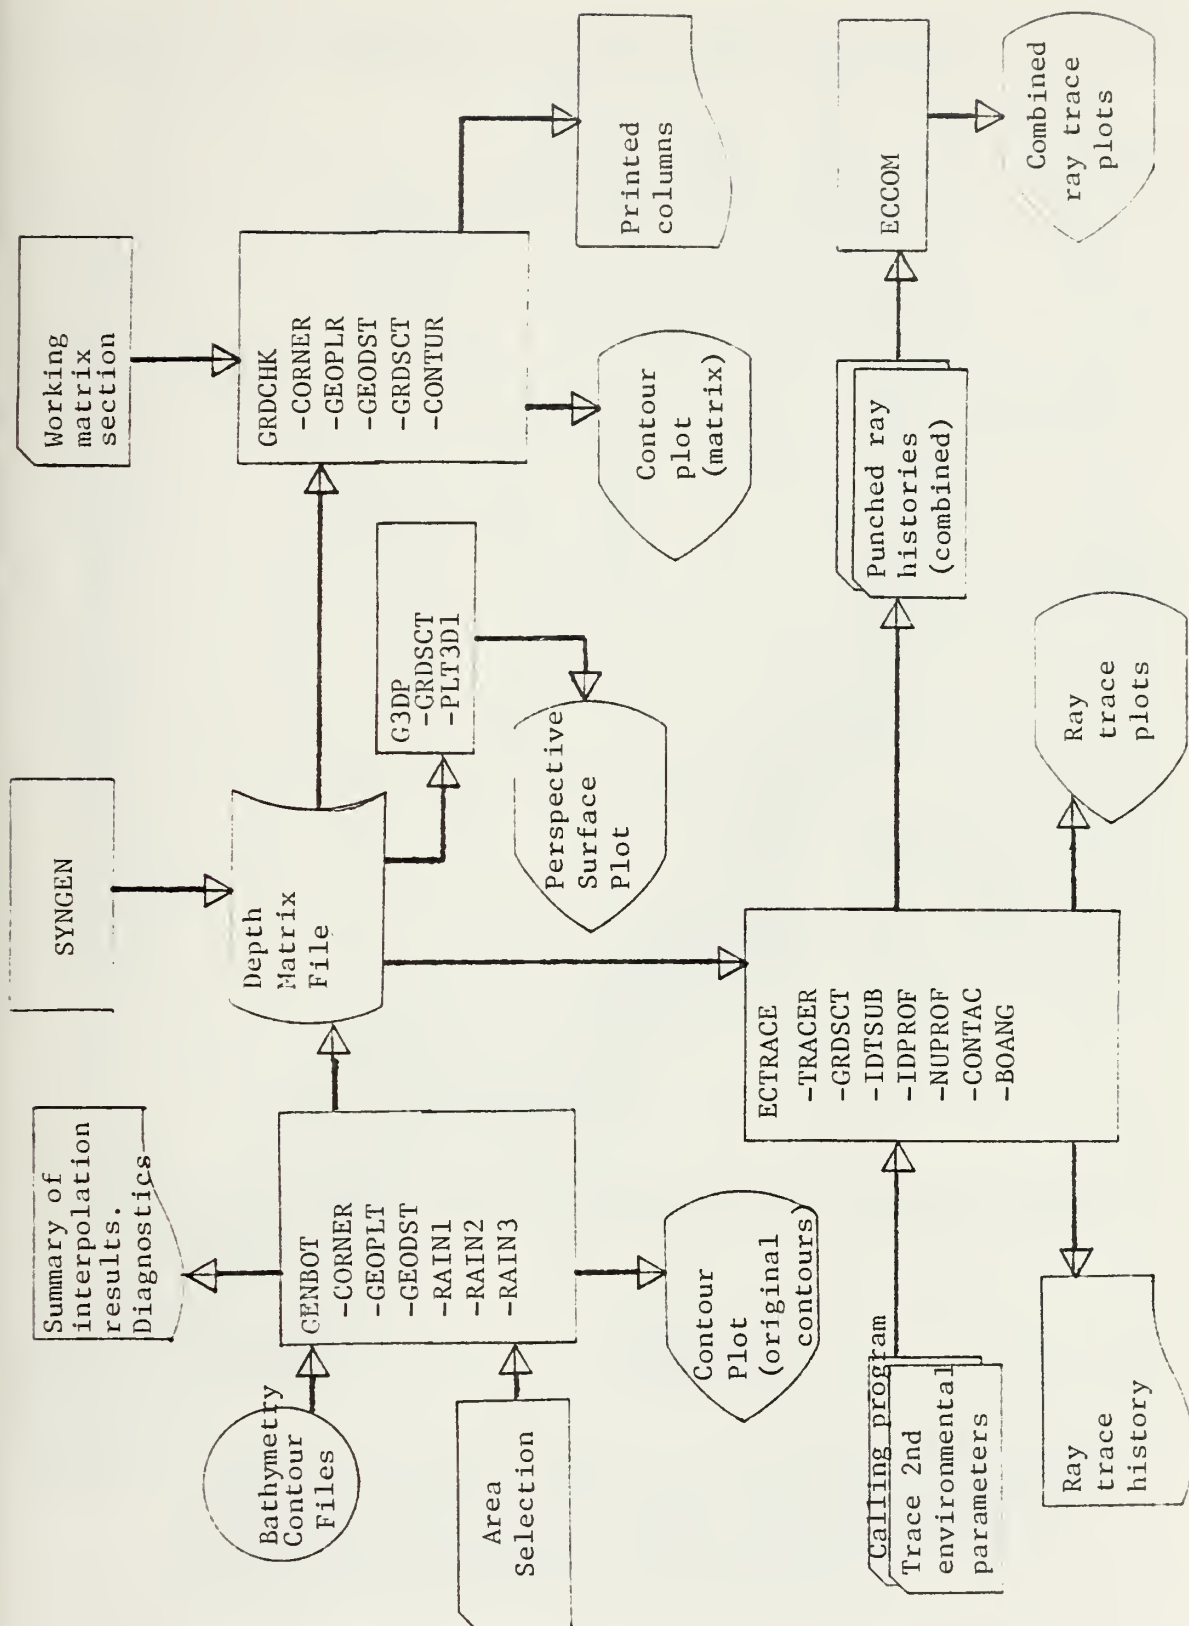 Bathymetry
Contour
Files
Area
Selection
Summary of
interpolation
results.
Diagnostics
GENBOT
-CORNER
-GEOPLT
-GEODST
-RAIN1
-RAIN2
-RAIN3
Contour
Plot
(original
contours)
SYNGEN
Depth
Matrix
File
G3DP
-GRDSCT
-PLT3D1
Perspective
Surface
Plot
Working
matrix
section
GRDCHK
-CORNER
-GEOPLR
-GEODST
-GRDSCT
-CONTUR
Contour
plot
(matrix)
Printed
columns
Calling program
Trace 2nd
environmental
parameters
ECTRACE
-TRACER
-GRDSCT
-IDTSUB
-IDPROF
-NUPROF
-CONTAC
-BOANG
Ray
trace
history
Ray
trace
plots
Punched ray
histories
(combined)
ECCOM
Combined
ray trace
plots